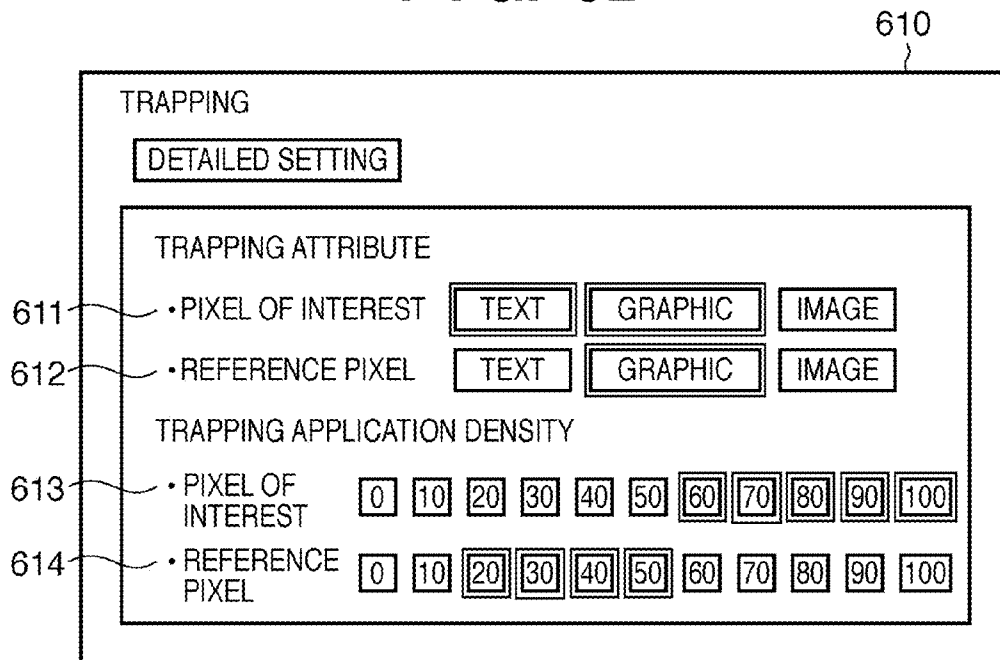 610
TRAPPING
DETAILED SETTING
TRAPPING ATTRIBUTE
611 • PIXEL OF INTEREST TEXT GRAPHIC IMAGE
612 • REFERENCE PIXEL TEXT GRAPHIC IMAGE
TRAPPING APPLICATION DENSITY
613 • PIXEL OF INTEREST 0 10 20 30 40 50 60 70 80 90 100
614 • REFERENCE PIXEL 0 10 20 30 40 50 60 70 80 90 100